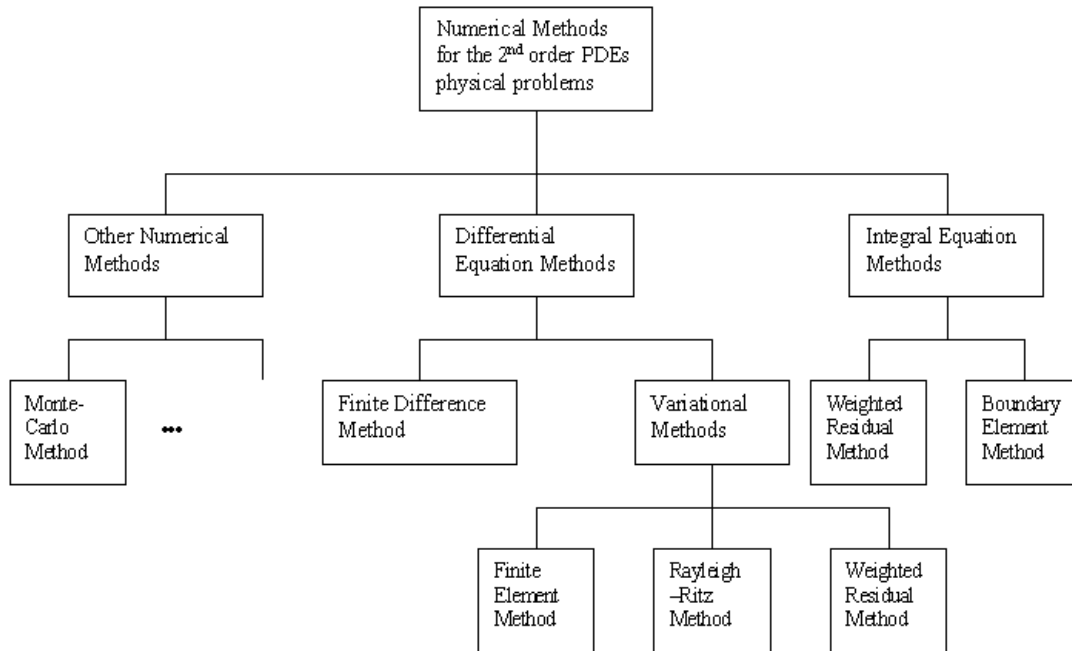 Numerical Methods
for the 2nd order PDEs
physical problems
Other Numerical
Methods
Differential
Equation Methods
Integral Equation
Methods
Monte-
Carlo
Method
•••
Finite Difference
Method
Variational
Methods
Weighted
Residual
Method
Boundary
Element
Method
Finite
Element
Method
Rayleigh
–Ritz
Method
Weighted
Residual
Method